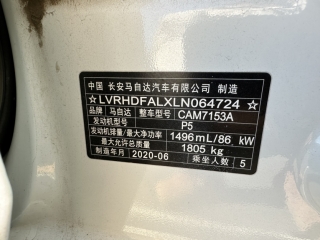 中国 长安马自达汽车有限公司 制造
☆LVRHDFALXLN064724☆
品牌 马自达 整车型号 CAM7153A
发动机型号 P5
发动机排量/最大净功率 1496mL/86 kW
最大允许总质量 1805 kg
制造年月 2020-06 乘坐人数 5